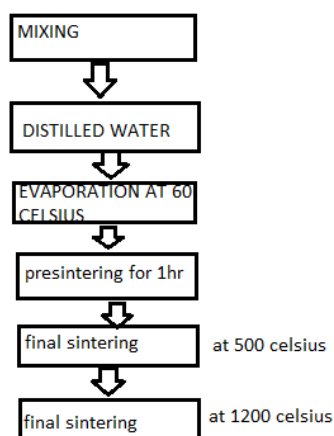 MIXING
DISTILLED WATER
EVAPORATION AT 60
CELSIUS
presintering for 1hr
final sintering
at 500 celsius
final sintering
at 1200 celsius